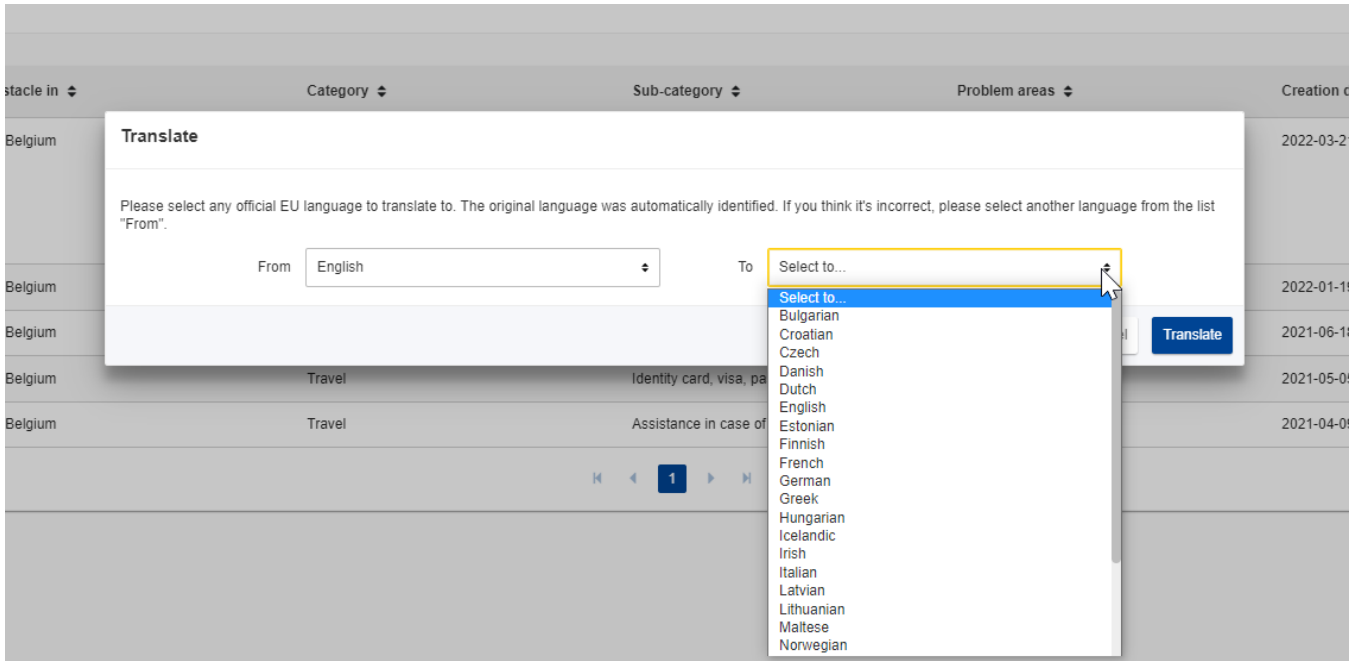 stacle in Category Sub-category Problem areas Creation d
Belgium 2022-03-2
Translate
Please select any official EU language to translate to. The original language was automatically identified. If you think it's incorrect, please select another language from the list
"From".
From English To Select to...
Select to...
Belgium 2022-01-19
Bulgarian
Croatian
Belgium Translate 2021-06-18
Czech
Danish
Belgium Travel Identity card, visa, pa 2021-05-05
Dutch
English
Belgium Travel Assistance in case of 2021-04-09
Estonian
Finnish
French
1
German
Greek
Hungarian
Icelandic
Irish
Italian
Latvian
Lithuanian
Maltese
Norwegian